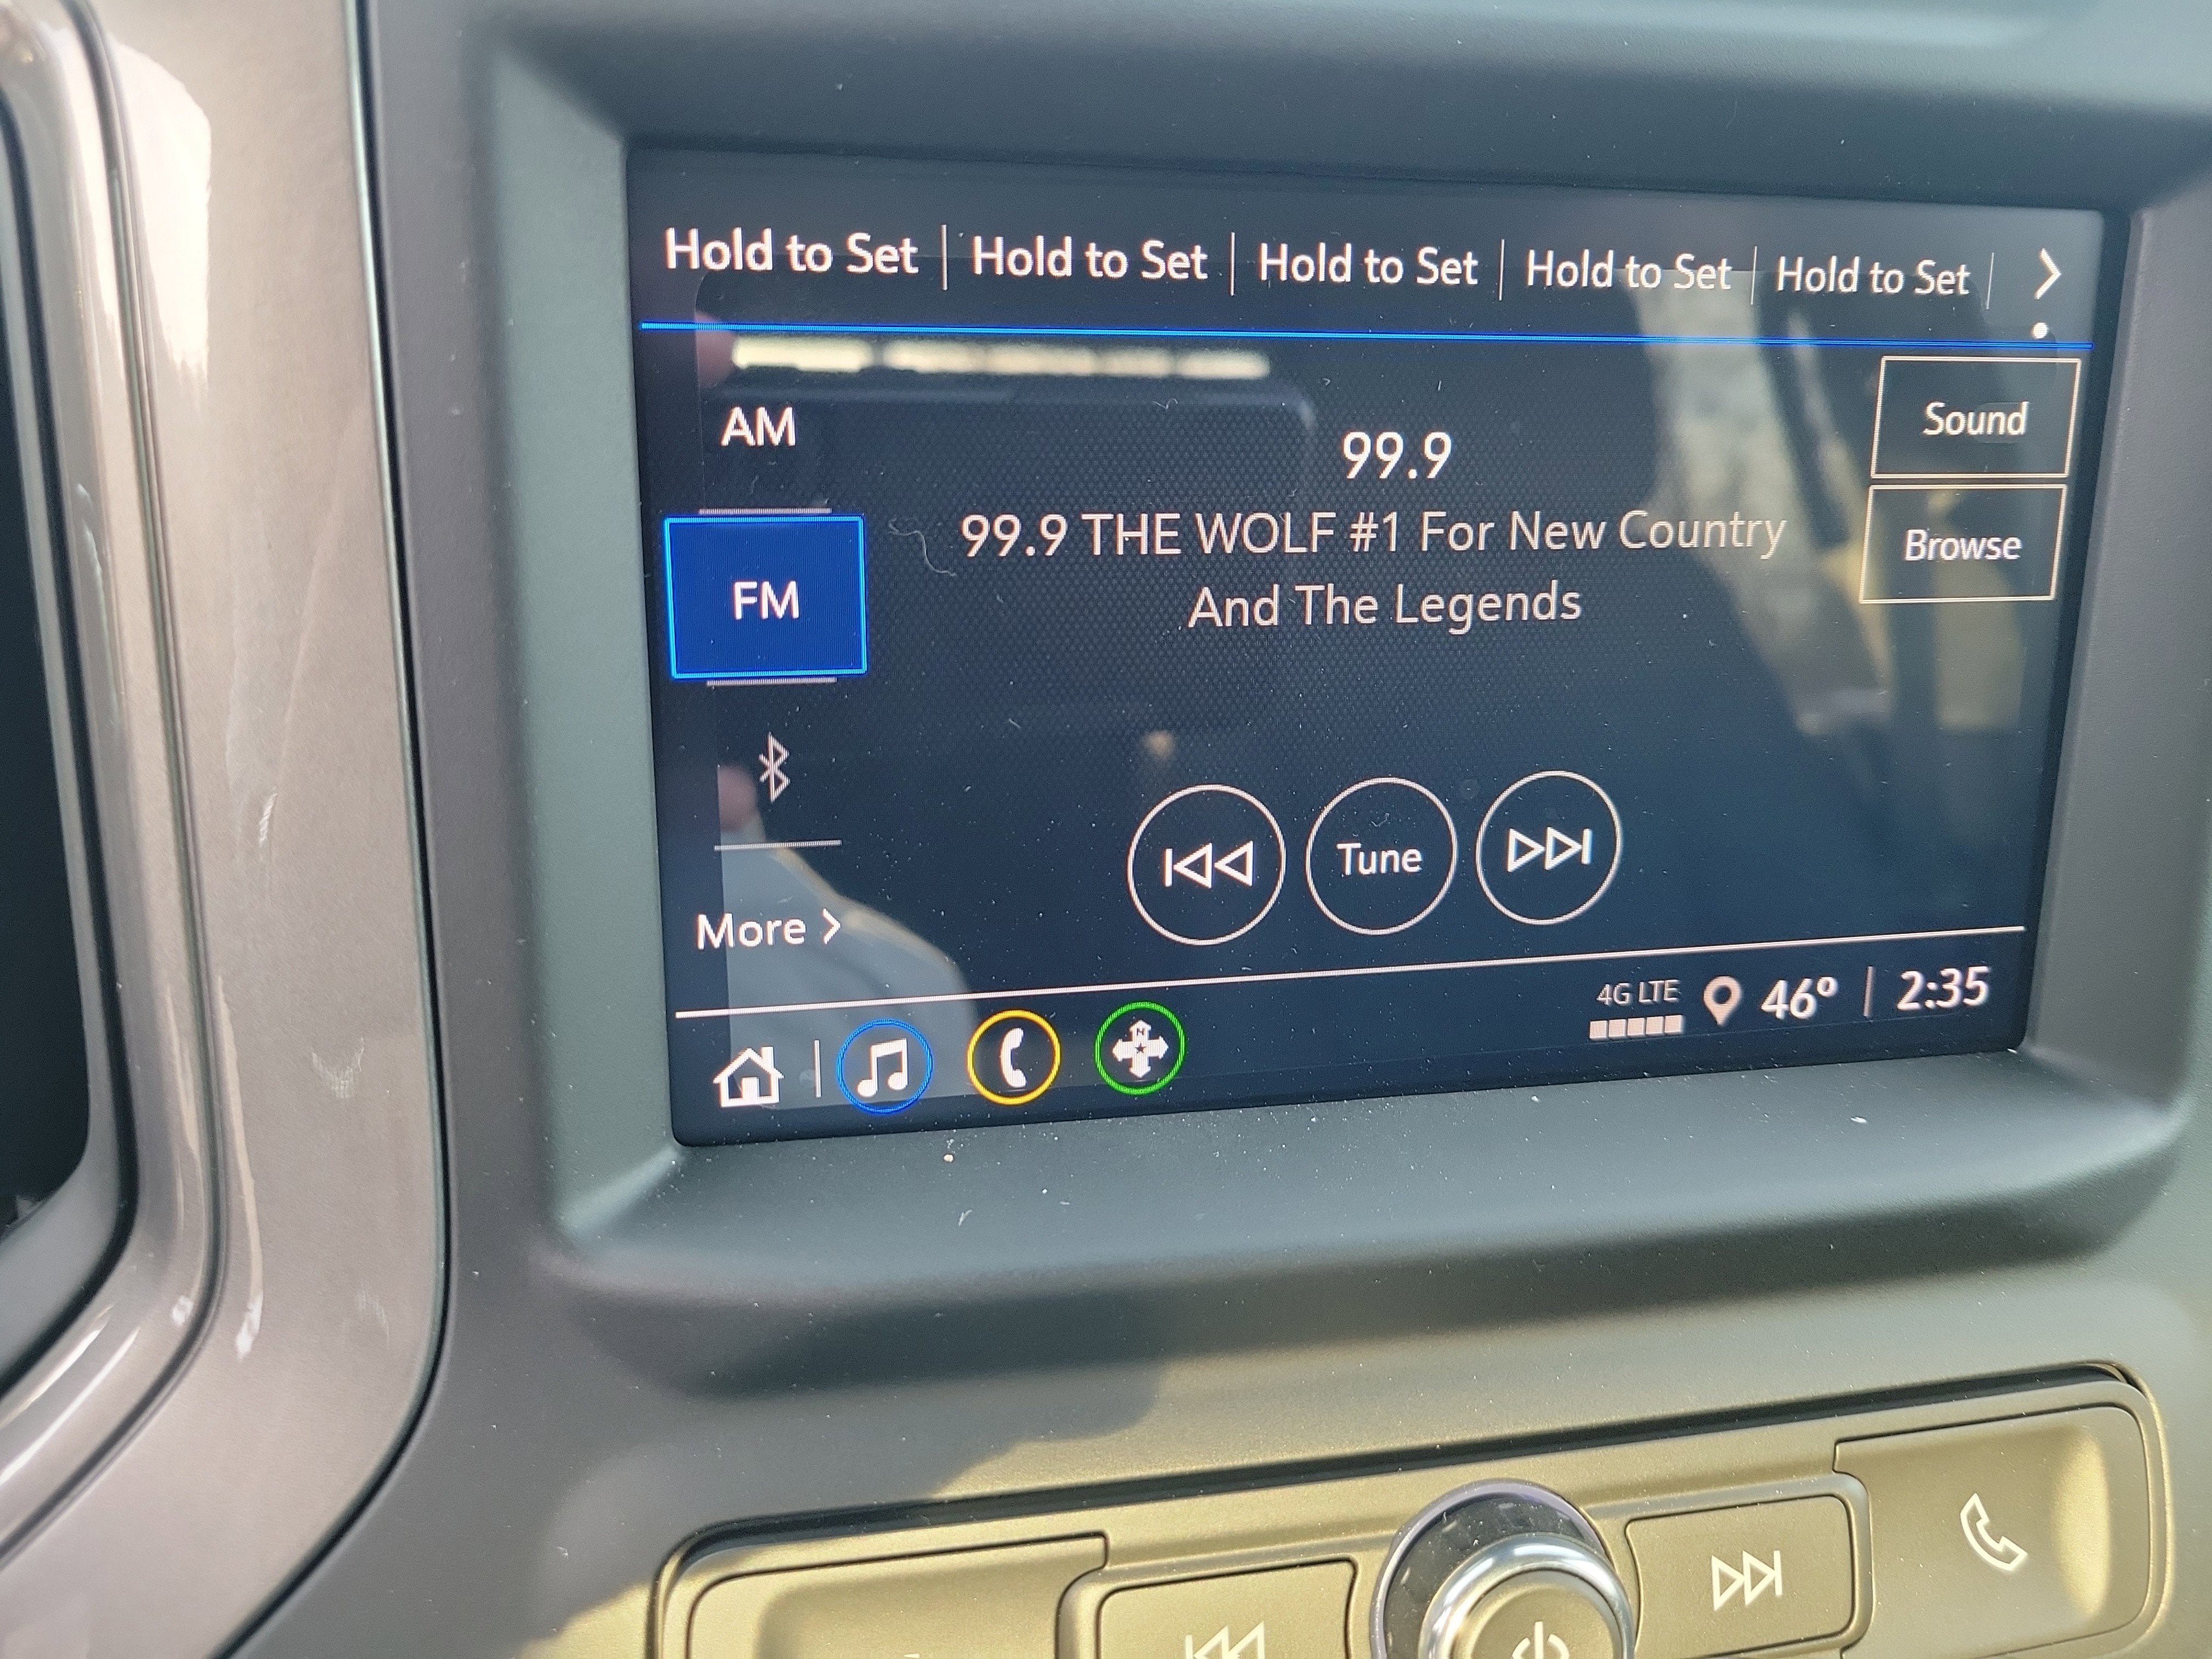 Hold to Set Hold to Set Hold to Set Hold to Set Hold to Set
AM
Sound
99.9
99.9 THE WOLF #1 For New Country
And The Legends
Browse
FM
Tune
More
4G LTE 46° 2:35
N